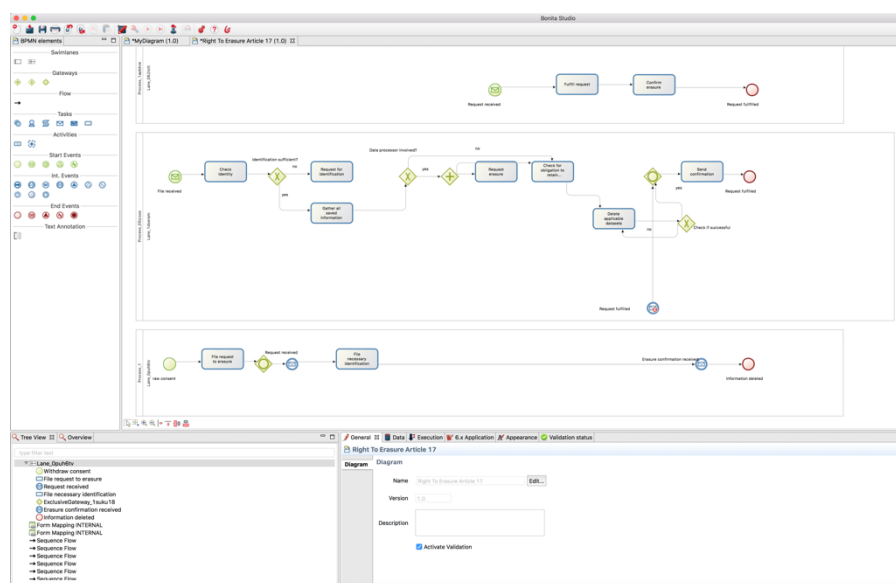 Bonita Studio
BPMN elements
*MyDiagram (1.0)
*Right To Erasure Article 17 (1.0)
Swimlanes
Gateways
Flow
Tasks
Activities
Start Events
Int. Events
End Events
Text Annotation
Request received
Fulfill request
Confirm
erasure
Request fulfilled
File received
Check
identity
Identification sufficient?
no
yes
Request for
identification
Gather all
saved
information
Data processor involved?
no
yes
Request
erasure
Check for
obligation to
retain...
Delete
applicable
datasets
no
yes
Check if successful
Send
confirmation
Request fulfilled
Request fulfilled
Process_1
Lane_0puh6tv
File request
to erasure
Request received
File
necessary
identification
Erasure confirmation received
Information deleted
Tree View
Overview
type filter text
Lane_0puh6tv
Withdraw consent
File request to erasure
Request received
File necessary identification
ExclusiveGateway_1suku18
Erasure confirmation received
Information deleted
Form Mapping INTERNAL
Form Mapping INTERNAL
Sequence Flow
Sequence Flow
Sequence Flow
Sequence Flow
Sequence Flow
General
Data
Execution
6.x Application
Appearance
Validation status
Right To Erasure Article 17
Diagram
Diagram
Name
Right To Erasure Article 17
Edit...
Version
1.0
Description
Activate Validation